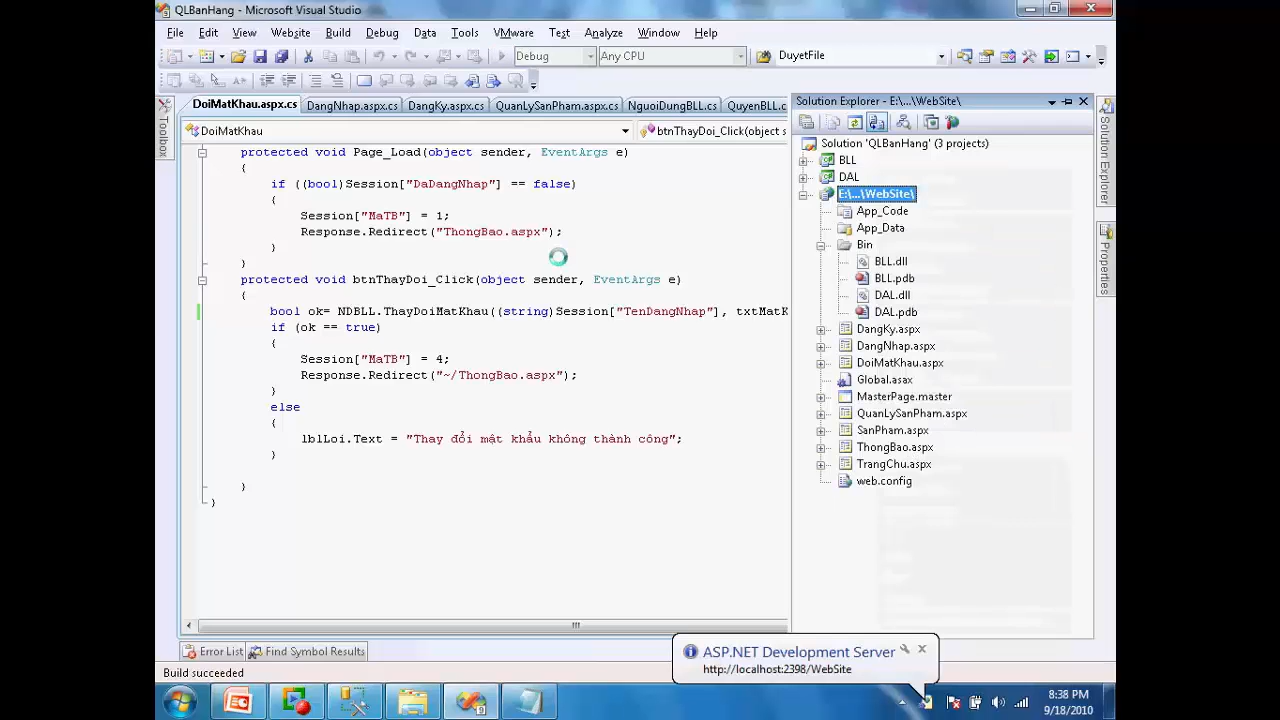 QLBanHang - Microsoft Visual Studio
File Edit View Website Build Debug Data Tools VMware Test Analyze Window Help
Debug Any CPU DuyetFile
DoiMatKhau.aspx.cs DangNhap.aspx.cs DangKy.aspx.cs QuanLySanPham.aspx.cs NguoiDungBLL.cs QuyenBLL.c
DoiMatKhau btnThayDoi_Click(object s
protected void Page_Load(object sender, EventArgs e)
{
if ((bool)Session["DaDangNhap"] == false)
{
Session["MaTB"] = 1;
Response.Redirect("ThongBao.aspx");
}
}
protected void btnThayDoi_Click(object sender, EventArgs e)
{
bool ok= NDBLL.ThayDoiMatKhau((string)Session["TenDangNhap"], txtMatK
if (ok == true)
{
Session["MaTB"] = 4;
Response.Redirect("~/ThongBao.aspx");
}
else
{
lblLoi.Text = "Thay đổi mật khẩu không thành công";
}
}
}
Toolbox
Solution Explorer - E:\...\WebSite\
Solution 'QLBanHang' (3 projects)
BLL
DAL
E:\...\WebSite\
App_Code
App_Data
Bin
BLL.dll
BLL.pdb
DAL.dll
DAL.pdb
DangKy.aspx
DangNhap.aspx
DoiMatKhau.aspx
Global.asax
MasterPage.master
QuanLySanPham.aspx
SanPham.aspx
ThongBao.aspx
TrangChu.aspx
web.config
Solution Explorer
Properties
Error List Find Symbol Results
Build succeeded
ASP.NET Development Server
http://localhost:2398/WebSite
8:38 PM
9/18/2010